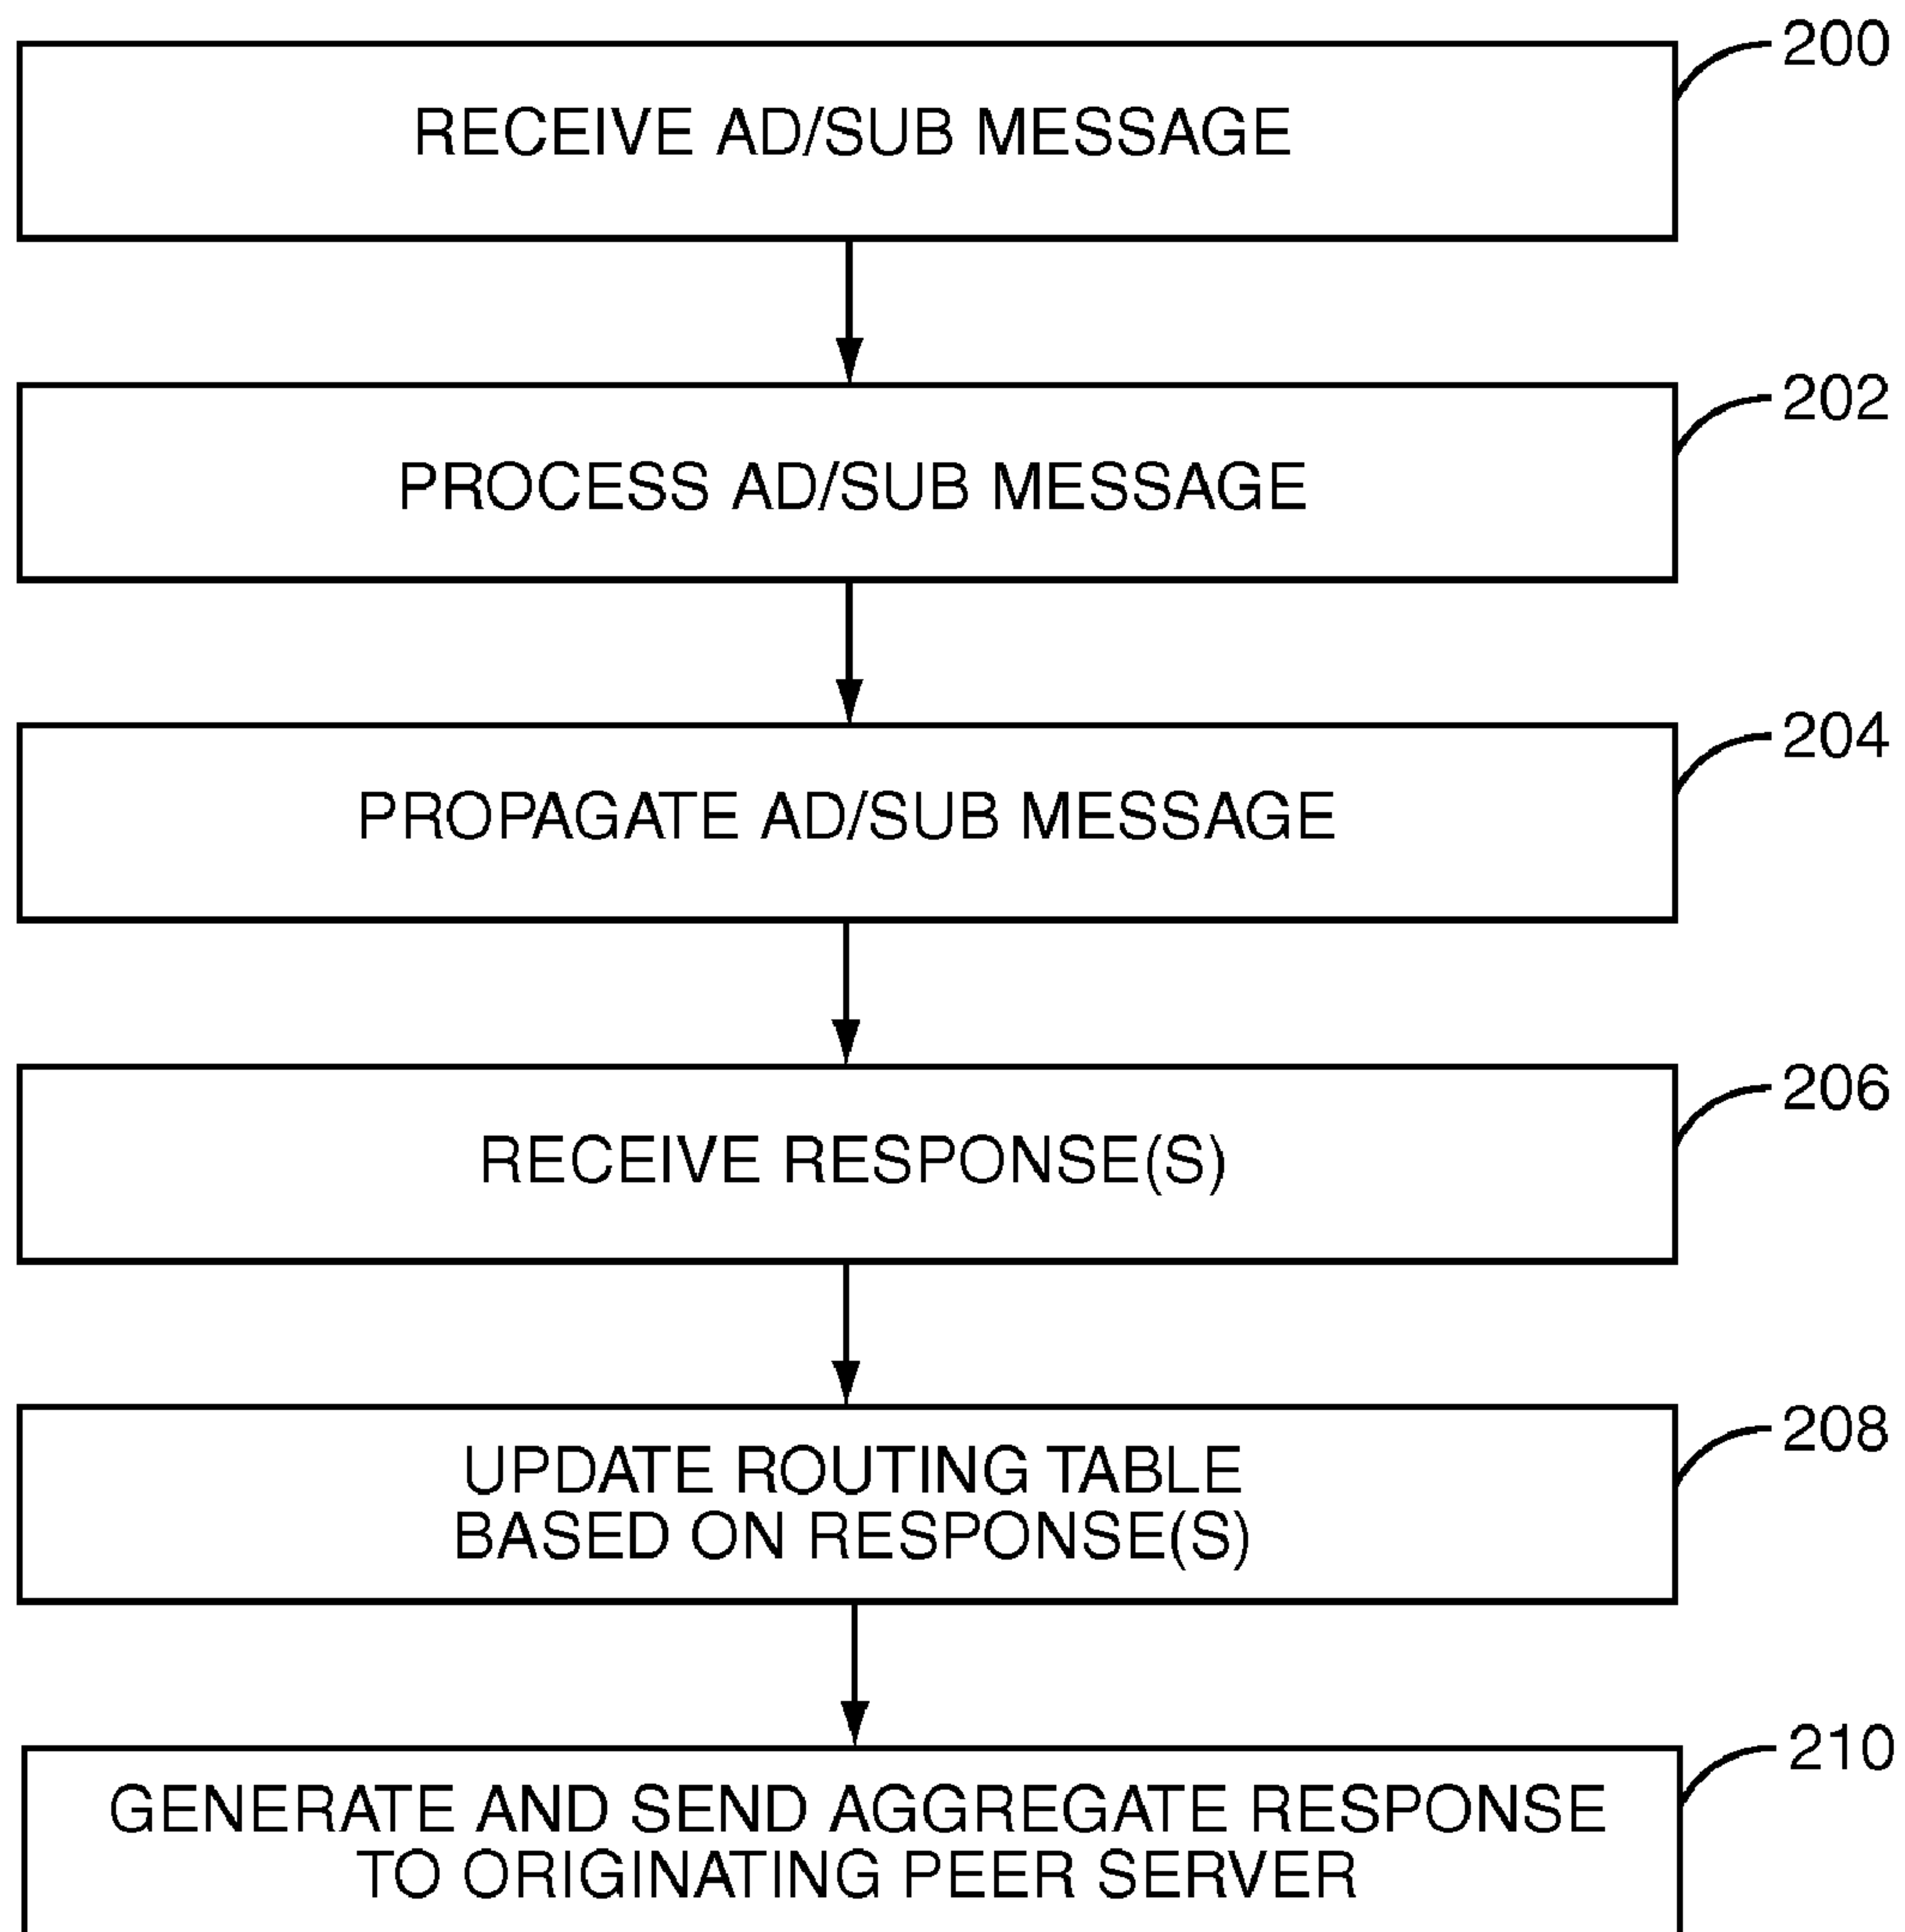 200
RECEIVE AD/SUB MESSAGE
202
PROCESS AD/SUB MESSAGE
204
PROPAGATE AD/SUB MESSAGE
206
RECEIVE RESPONSE(S)
208
UPDATE ROUTING TABLE
BASED ON RESPONSE(S)
210
GENERATE AND SEND AGGREGATE RESPONSE
TO ORIGINATING PEER SERVER